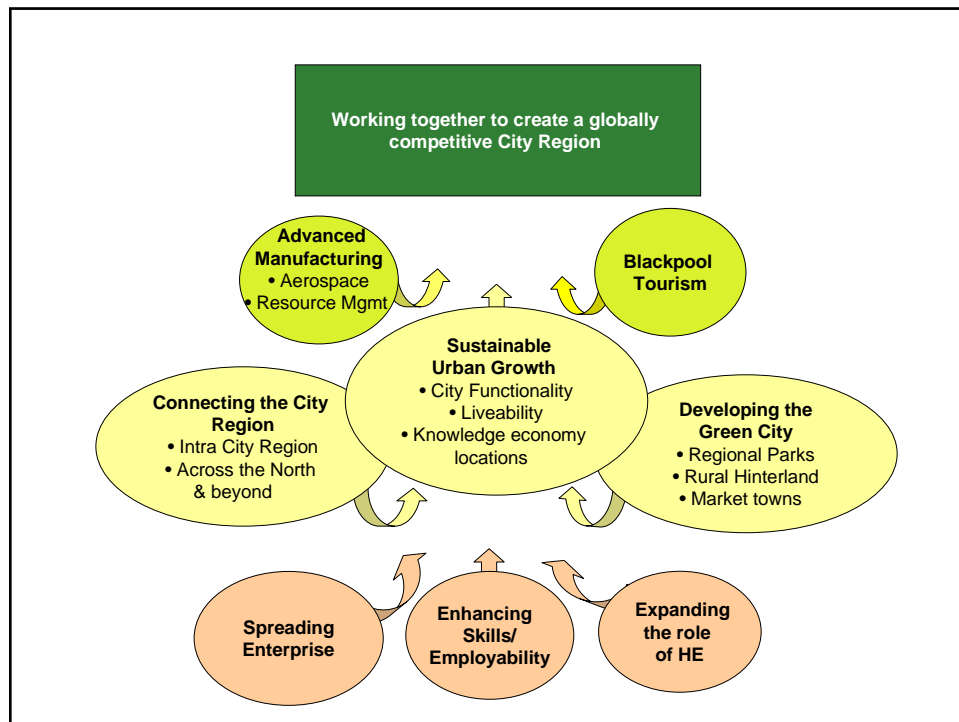 Working together to create a globally
competitive City Region
Advanced
Manufacturing
• Aerospace
• Resource Mgmt
Blackpool
Tourism
Sustainable
Urban Growth
• City Functionality
• Liveability
• Knowledge economy
locations
Connecting the City
Region
• Intra City Region
• Across the North
& beyond
Developing the
Green City
• Regional Parks
• Rural Hinterland
• Market towns
Spreading
Enterprise
Enhancing
Skills/
Employability
Expanding
the role
of HE